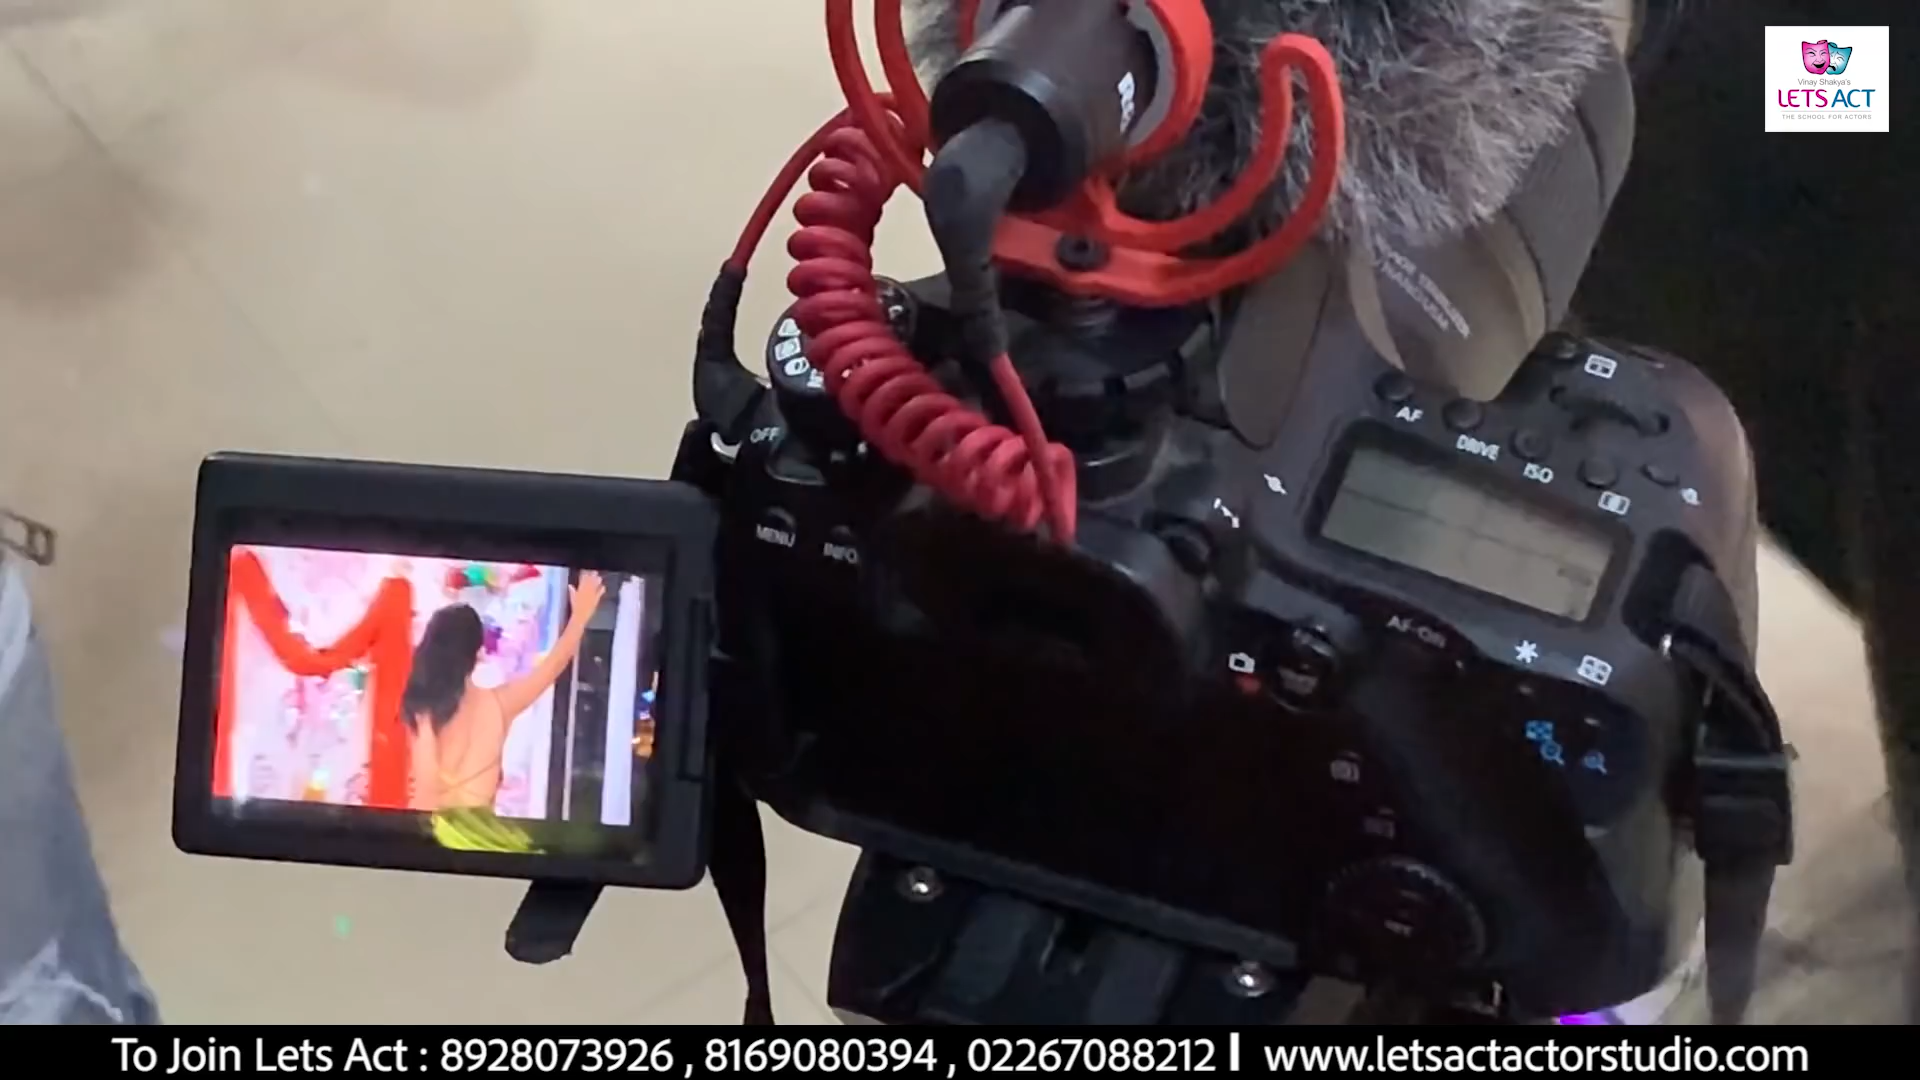 Vinay Shakya's
LETS ACT
THE SCHOOL FOR ACTORS
OFF
MENU
INFO
AF
DRIVE
ISO
AF-ON
To Join Lets Act : 8928073926 , 8169080394 , 02267088212 I www.letsactactorstudio.com